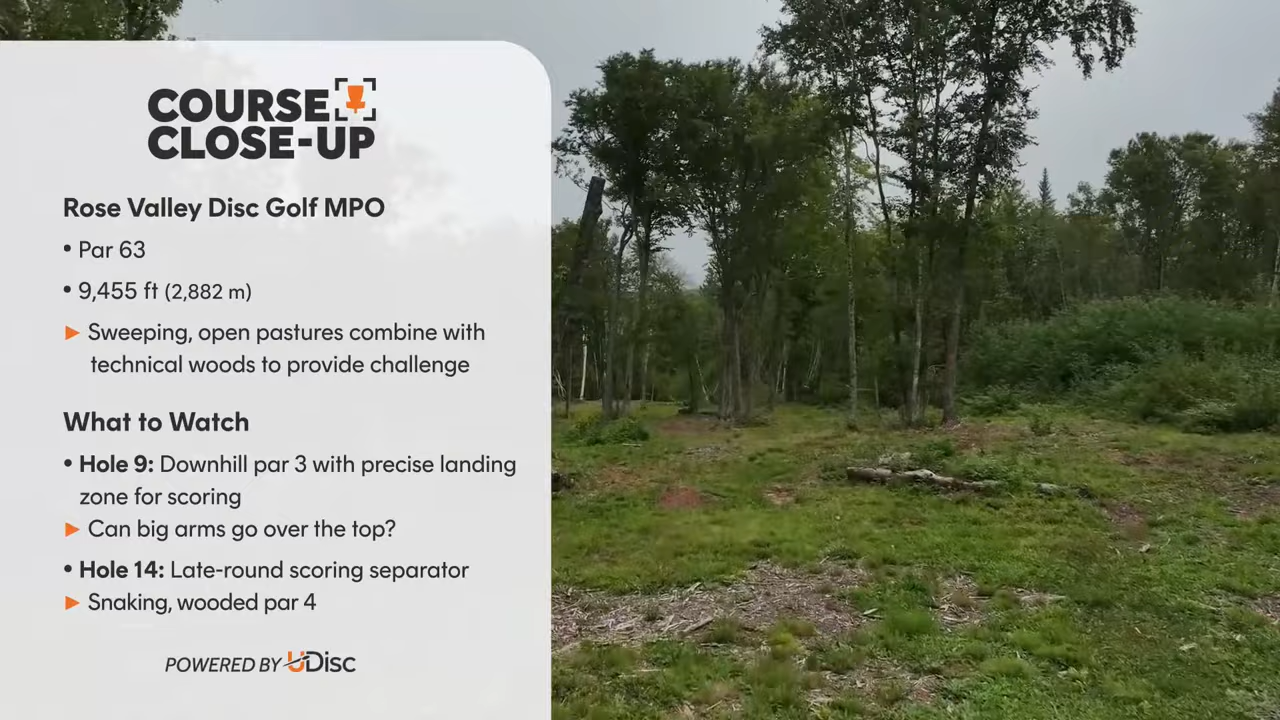 COURSE
CLOSE-UP
Rose Valley Disc Golf MPO
• Par 63
• 9,455 ft (2,882 m)
► Sweeping, open pastures combine with
technical woods to provide challenge
What to Watch
• Hole 9: Downhill par 3 with precise landing
zone for scoring
► Can big arms go over the top?
• Hole 14: Late-round scoring separator
► Snaking, wooded par 4
POWERED BY UDisc